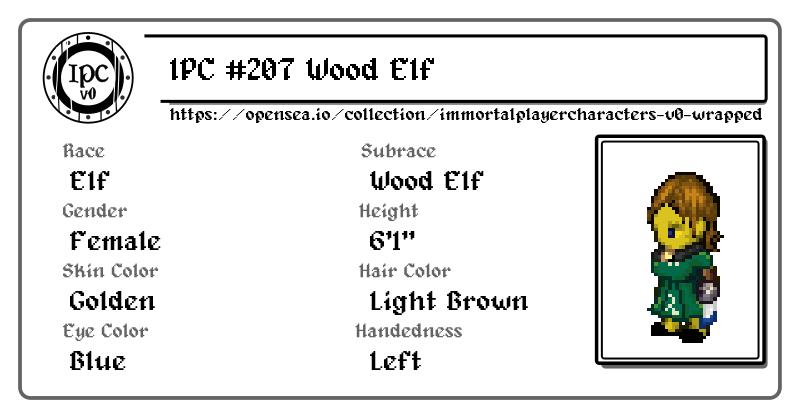 IPC
v0
IPC #207 Wood Elf
https://opensea.io/collection/immortalplayercharacters-v0-wrapped
Race
Subrace
Elf
Wood Elf
Gender
Height
Female
6'1"
Skin Color
Hair Color
Golden
Light Brown
Eye Color
Handedness
Blue
Left